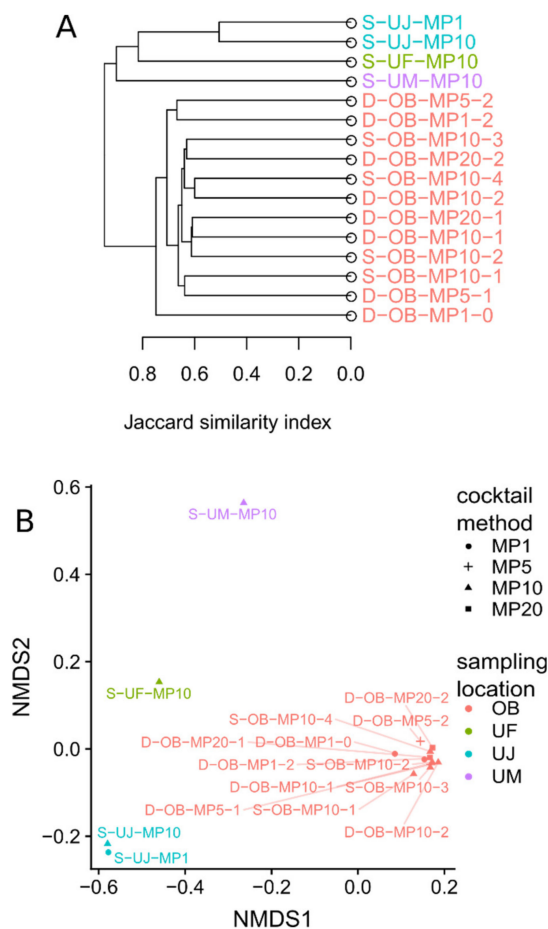 A
S-UJ-MP1
S-UJ-MP10
S-UF-MP10
S-UM-MP10
D-OB-MP5-2
D-OB-MP1-2
S-OB-MP10-3
D-OB-MP20-2
S-OB-MP10-4
D-OB-MP10-2
D-OB-MP20-1
D-OB-MP10-1
S-OB-MP10-2
S-OB-MP10-1
D-OB-MP5-1
D-OB-MP1-0
0.8 0.6 0.4 0.2 0.0
Jaccard similarity index
B
0.6
0.4
0.2
0.0
−0.2
NMDS2
S-UM-MP10
S-UF-MP10
D-OB-MP20-2
S-OB-MP10-4 D-OB-MP5-2
D-OB-MP20-1 D-OB-MP1-0
D-OB-MP1-2 S-OB-MP10-2
D-OB-MP10-1 S-OB-MP10-3
D-OB-MP5-1 S-OB-MP10-1
D-OB-MP10-2
S-UJ-MP10
S-UJ-MP1
−0.6 −0.4 −0.2 0.0 0.2
NMDS1
cocktail
method
MP1
MP5
MP10
MP20
sampling
location
OB
UF
UJ
UM